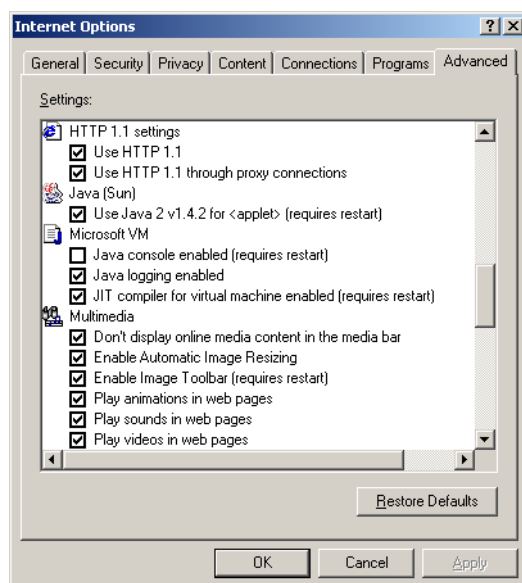 Internet Options
General Security Privacy Content Connections Programs Advanced
Settings:
HTTP 1.1 settings
Use HTTP 1.1
Use HTTP 1.1 through proxy connections
Java (Sun)
Use Java 2 v1.4.2 for <applet> (requires restart)
Microsoft VM
Java console enabled (requires restart)
Java logging enabled
JIT compiler for virtual machine enabled (requires restart)
Multimedia
Don't display online media content in the media bar
Enable Automatic Image Resizing
Enable Image Toolbar (requires restart)
Play animations in web pages
Play sounds in web pages
Play videos in web pages
Restore Defaults
OK Cancel Apply